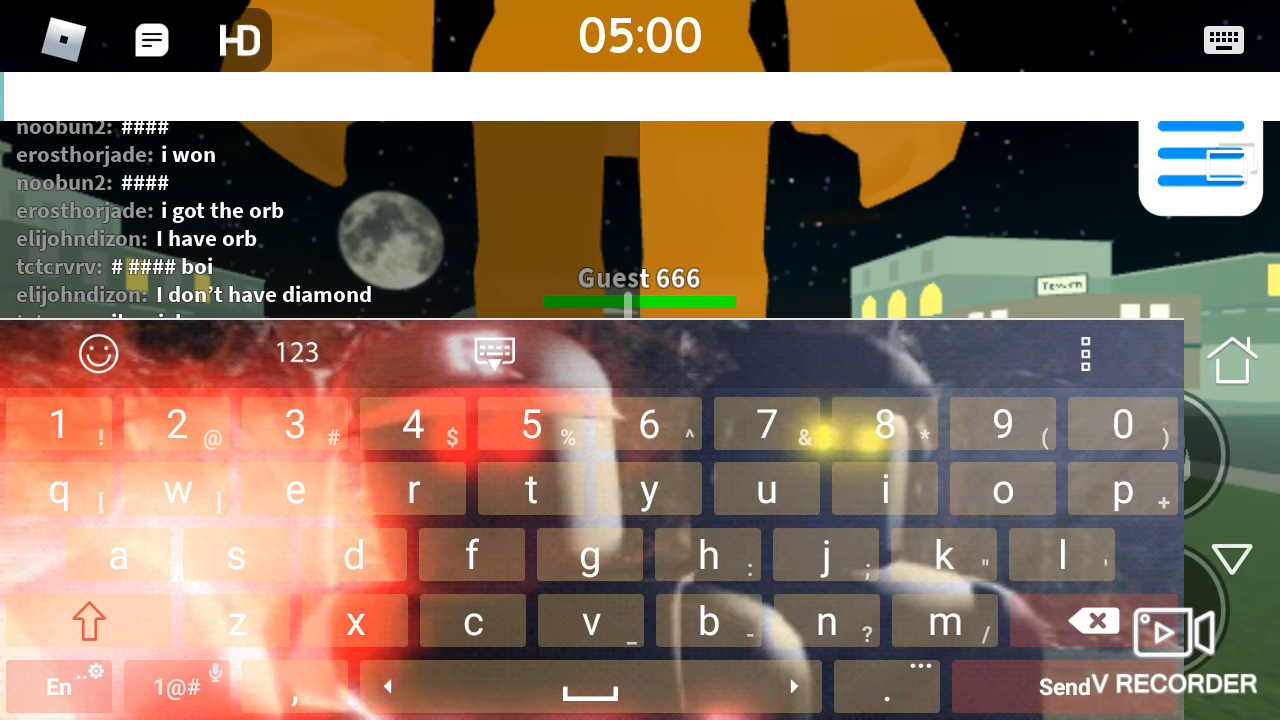 HD
05:00
noobun2: ####
erosthorjade: i won
noobun2: ####
erosthorjade: i got the orb
elijohndizon: I have orb
tctcrvrv: # #### boi
elijohndizon: I don't have diamond
Guest 666
Tavern
123
1 ! 2 @ 3 # 4 $ 5 % 6 ^ 7 & 8 * 9 ( 0 )
q [ w ] e r t y u i o p +
a s d f g h : j ; k " l '
z x c v _ b - n ? m /
En 1@# , . Send
V RECORDER